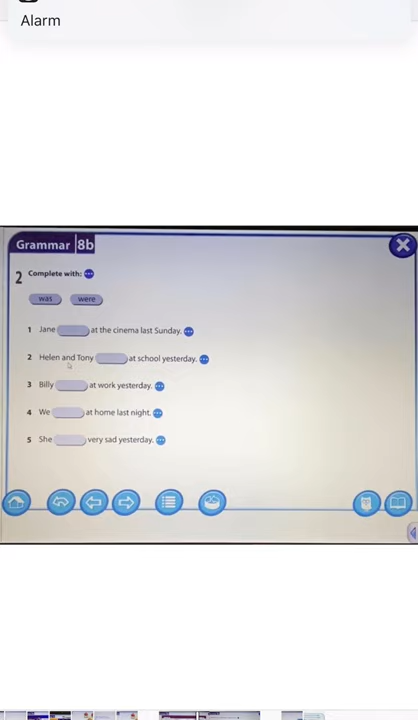 Alarm
Grammar 8b
2 Complete with:
was were
1 Jane at the cinema last Sunday.
2 Helen and Tony at school yesterday.
3 Billy at work yesterday.
4 We at home last night.
5 She very sad yesterday.